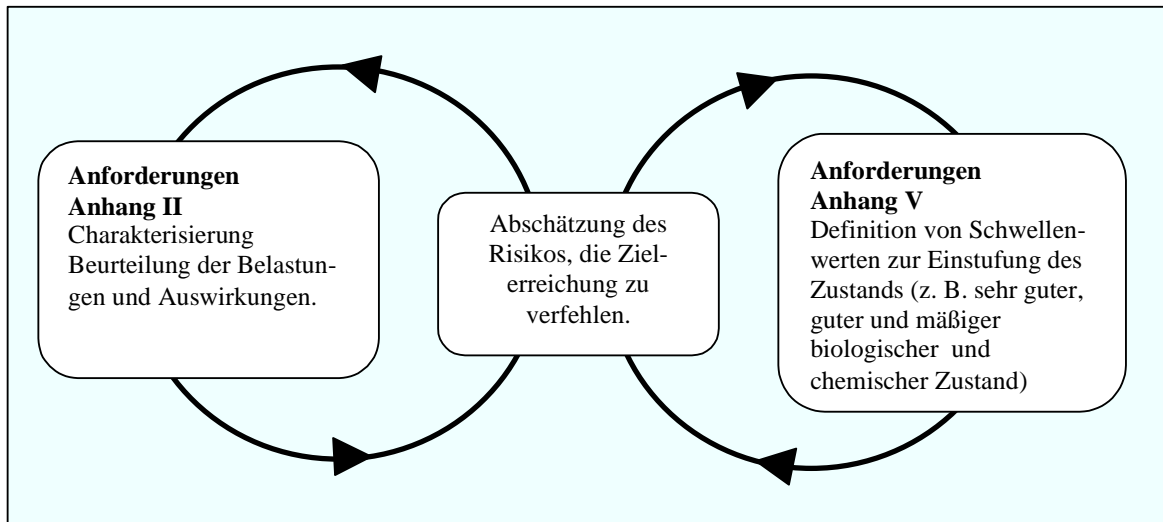 Anforderungen
Anhang II
Charakterisierung
Beurteilung der Belastun-
gen und Auswirkungen.
Abschätzung des
Risikos, die Ziel-
erreichung zu
verfehlen.
Anforderungen
Anhang V
Definition von Schwellen-
werten zur Einstufung des
Zustands (z. B. sehr guter,
guter und mäßiger
biologischer und
chemischer Zustand)